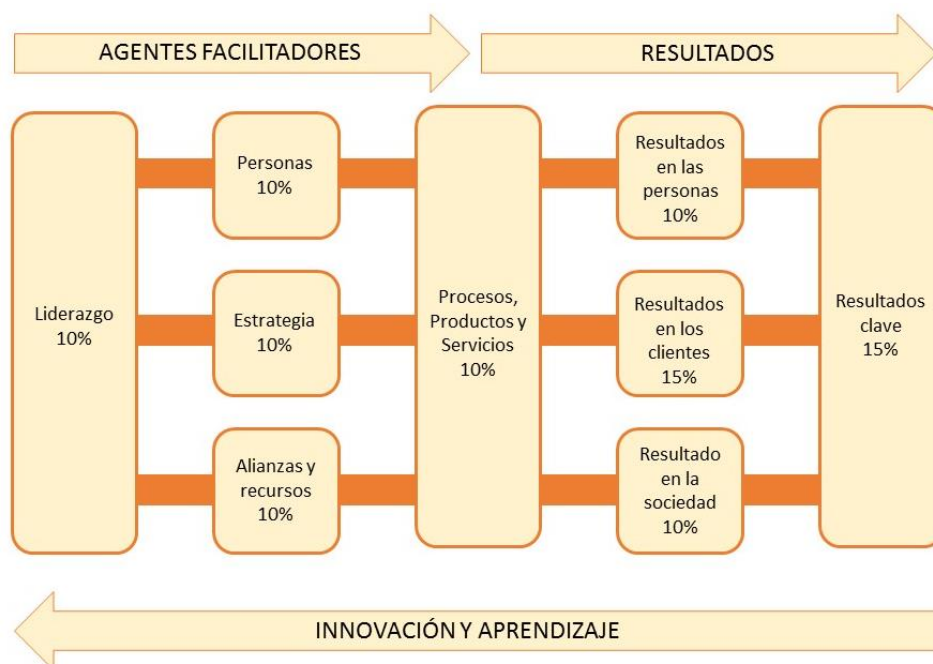 AGENTES FACILITADORES
RESULTADOS
Liderazgo
10%
Personas
10%
Estrategia
10%
Alianzas y
recursos
10%
Procesos,
Productos y
Servicios
10%
Resultados
en las
personas
10%
Resultados
en los
clientes
15%
Resultado
en la
sociedad
10%
Resultados
clave
15%
INNOVACIÓN Y APRENDIZAJE